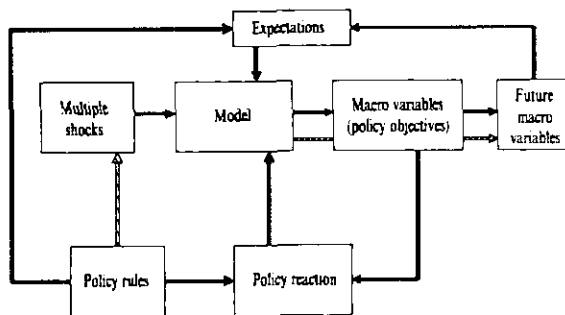 Expectations
Multiple
shocks
Model
Macro variables
(policy objectives)
Future
macro
variables
Policy rules
Policy reaction